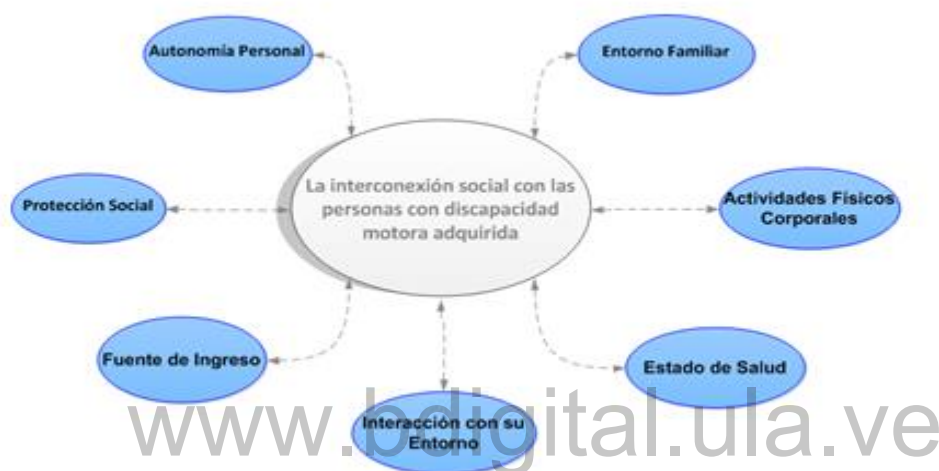 Autonomía Personal
Entorno Familiar
La interconexión social con las
personas con discapacidad
motora adquirida
Protección Social
Actividades Físicos
Corporales
Fuente de Ingreso
Estado de Salud
Interacción con su
Entorno
www.bdigital.ula.ve